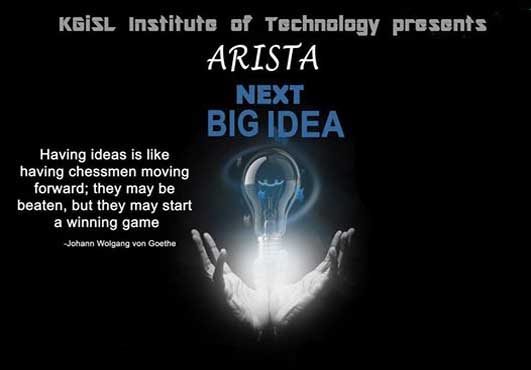 KGiSL Institute of Technology presents
ARISTA
NEXT
BIG IDEA
Having ideas is like
having chessmen moving
forward; they may be
beaten, but they may start
a winning game
-Johann Wolgang von Goethe